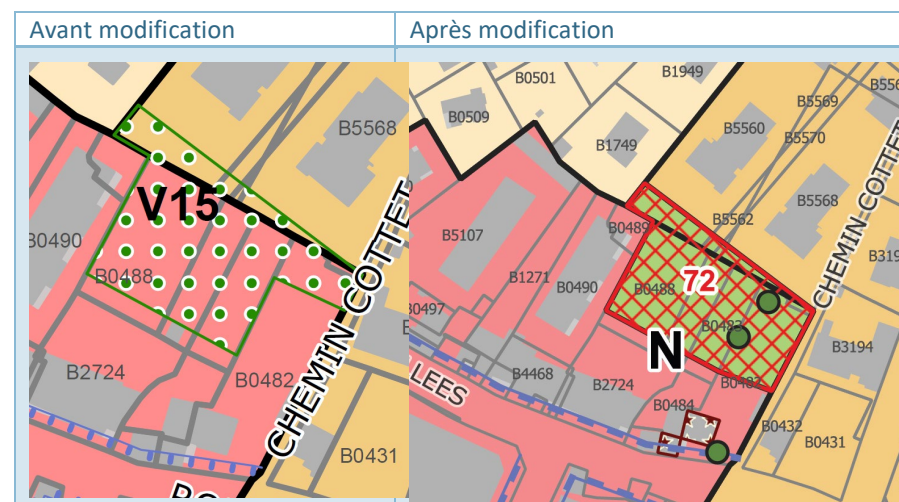 Avant modification
Après modification
B5568
V15
B0490
B0488
CHEMIN COTTET
B2724
B0482
B0431
B0501
B1949
B0509
B5569
B5560
B5570
B1749
B5568
B5562
B0489
B5107
B1271
B0490
B0488
72
CHEMIN COTTET
B0483
N
B3194
B4468
B2724
LEES
B0484
B0432
B0431